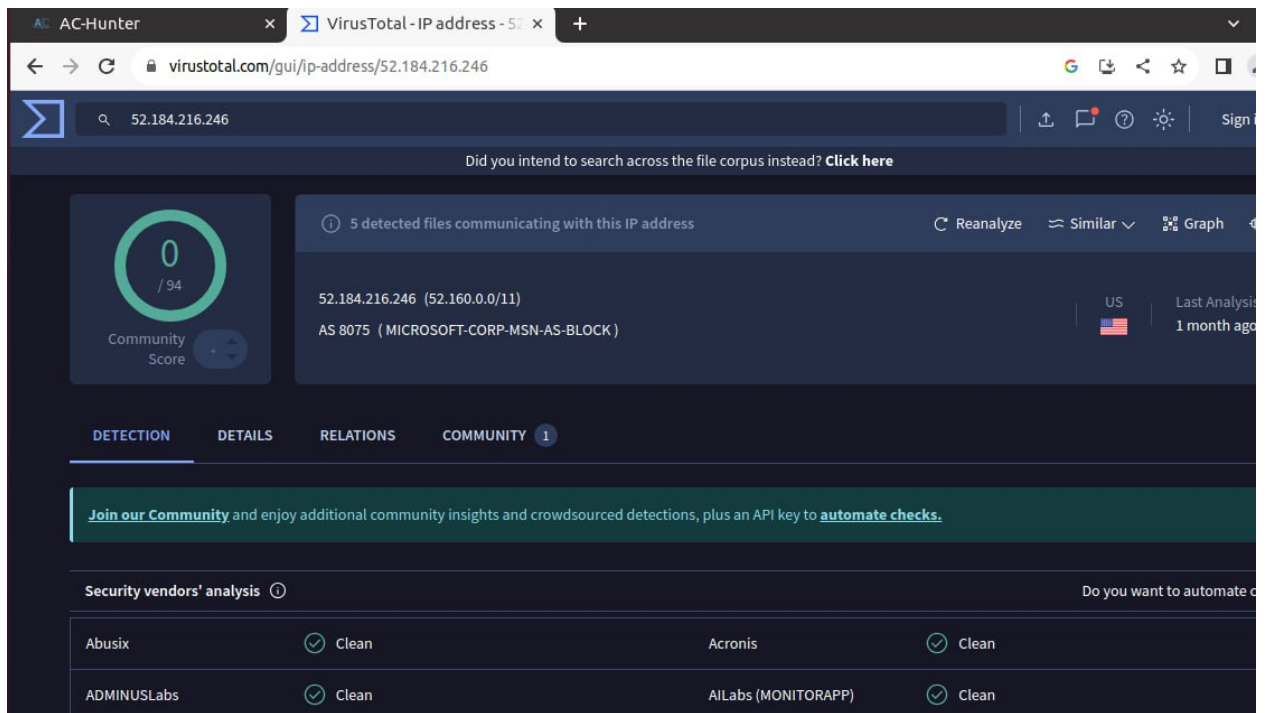 AC-Hunter
VirusTotal - IP address - 52
virustotal.com/gui/ip-address/52.184.216.246
52.184.216.246
Sign i
Did you intend to search across the file corpus instead? Click here
0
/ 94
Community
Score
5 detected files communicating with this IP address
Reanalyze
Similar
Graph
52.184.216.246 (52.160.0.0/11)
AS 8075 ( MICROSOFT-CORP-MSN-AS-BLOCK )
US
Last Analysis
1 month ago
DETECTION DETAILS RELATIONS COMMUNITY 1
Join our Community and enjoy additional community insights and crowdsourced detections, plus an API key to automate checks.
Security vendors' analysis
Do you want to automate c
Abusix Clean Acronis Clean
ADMINUSLabs Clean AILabs (MONITORAPP) Clean